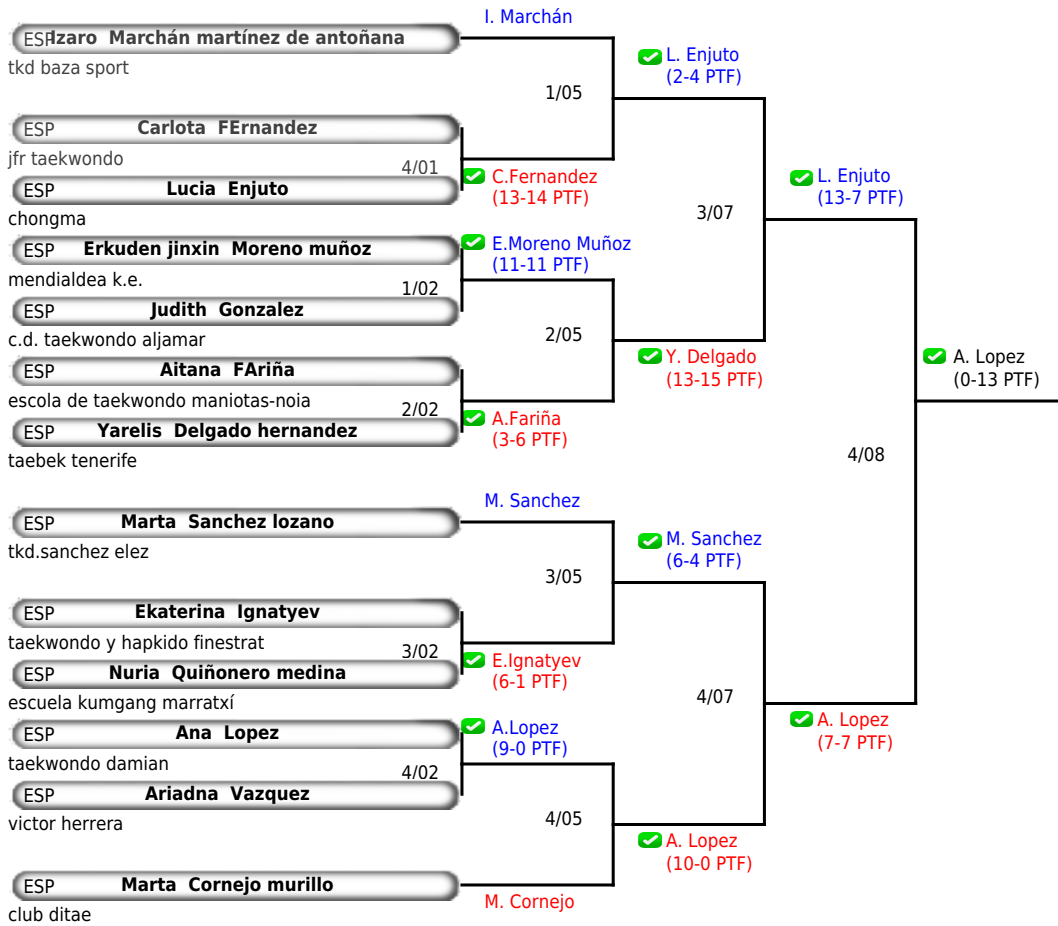 I. Marchán
ESP Izaro Marchán martínez de antoñana
tkd baza sport
L. Enjuto
(2-4 PTF)
1/05
ESP Carlota FErnandez
jfr taekwondo
4/01
C.Fernandez
(13-14 PTF)
ESP Lucia Enjuto
chongma
L. Enjuto
(13-7 PTF)
3/07
ESP Erkuden jinxin Moreno muñoz
mendialdea k.e.
E.Moreno Muñoz
(11-11 PTF)
1/02
ESP Judith Gonzalez
c.d. taekwondo aljamar
2/05
Y. Delgado
(13-15 PTF)
A. Lopez
(0-13 PTF)
ESP Aitana FAriña
escola de taekwondo maniotas-noia
2/02
A.Fariña
(3-6 PTF)
ESP Yarelis Delgado hernandez
taebek tenerife
4/08
M. Sanchez
ESP Marta Sanchez lozano
tkd.sanchez elez
M. Sanchez
(6-4 PTF)
3/05
ESP Ekaterina Ignatyev
taekwondo y hapkido finestrat
3/02
E.Ignatyev
(6-1 PTF)
ESP Nuria Quiñonero medina
escuela kumgang marratxí
4/07
A. Lopez
(7-7 PTF)
ESP Ana Lopez
taekwondo damian
A.Lopez
(9-0 PTF)
4/02
ESP Ariadna Vazquez
victor herrera
4/05
A. Lopez
(10-0 PTF)
ESP Marta Cornejo murillo
club ditae
M. Cornejo